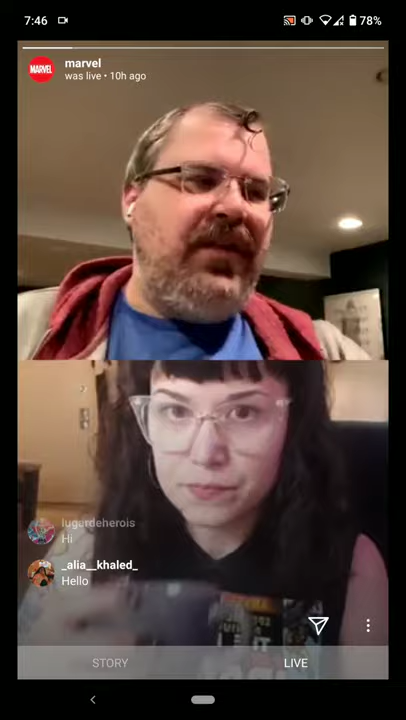 7:46
78%
MARVEL
marvel
was live • 10h ago
lugardeherois
Hi
_alia__khaled_
Hello
STORY
LIVE